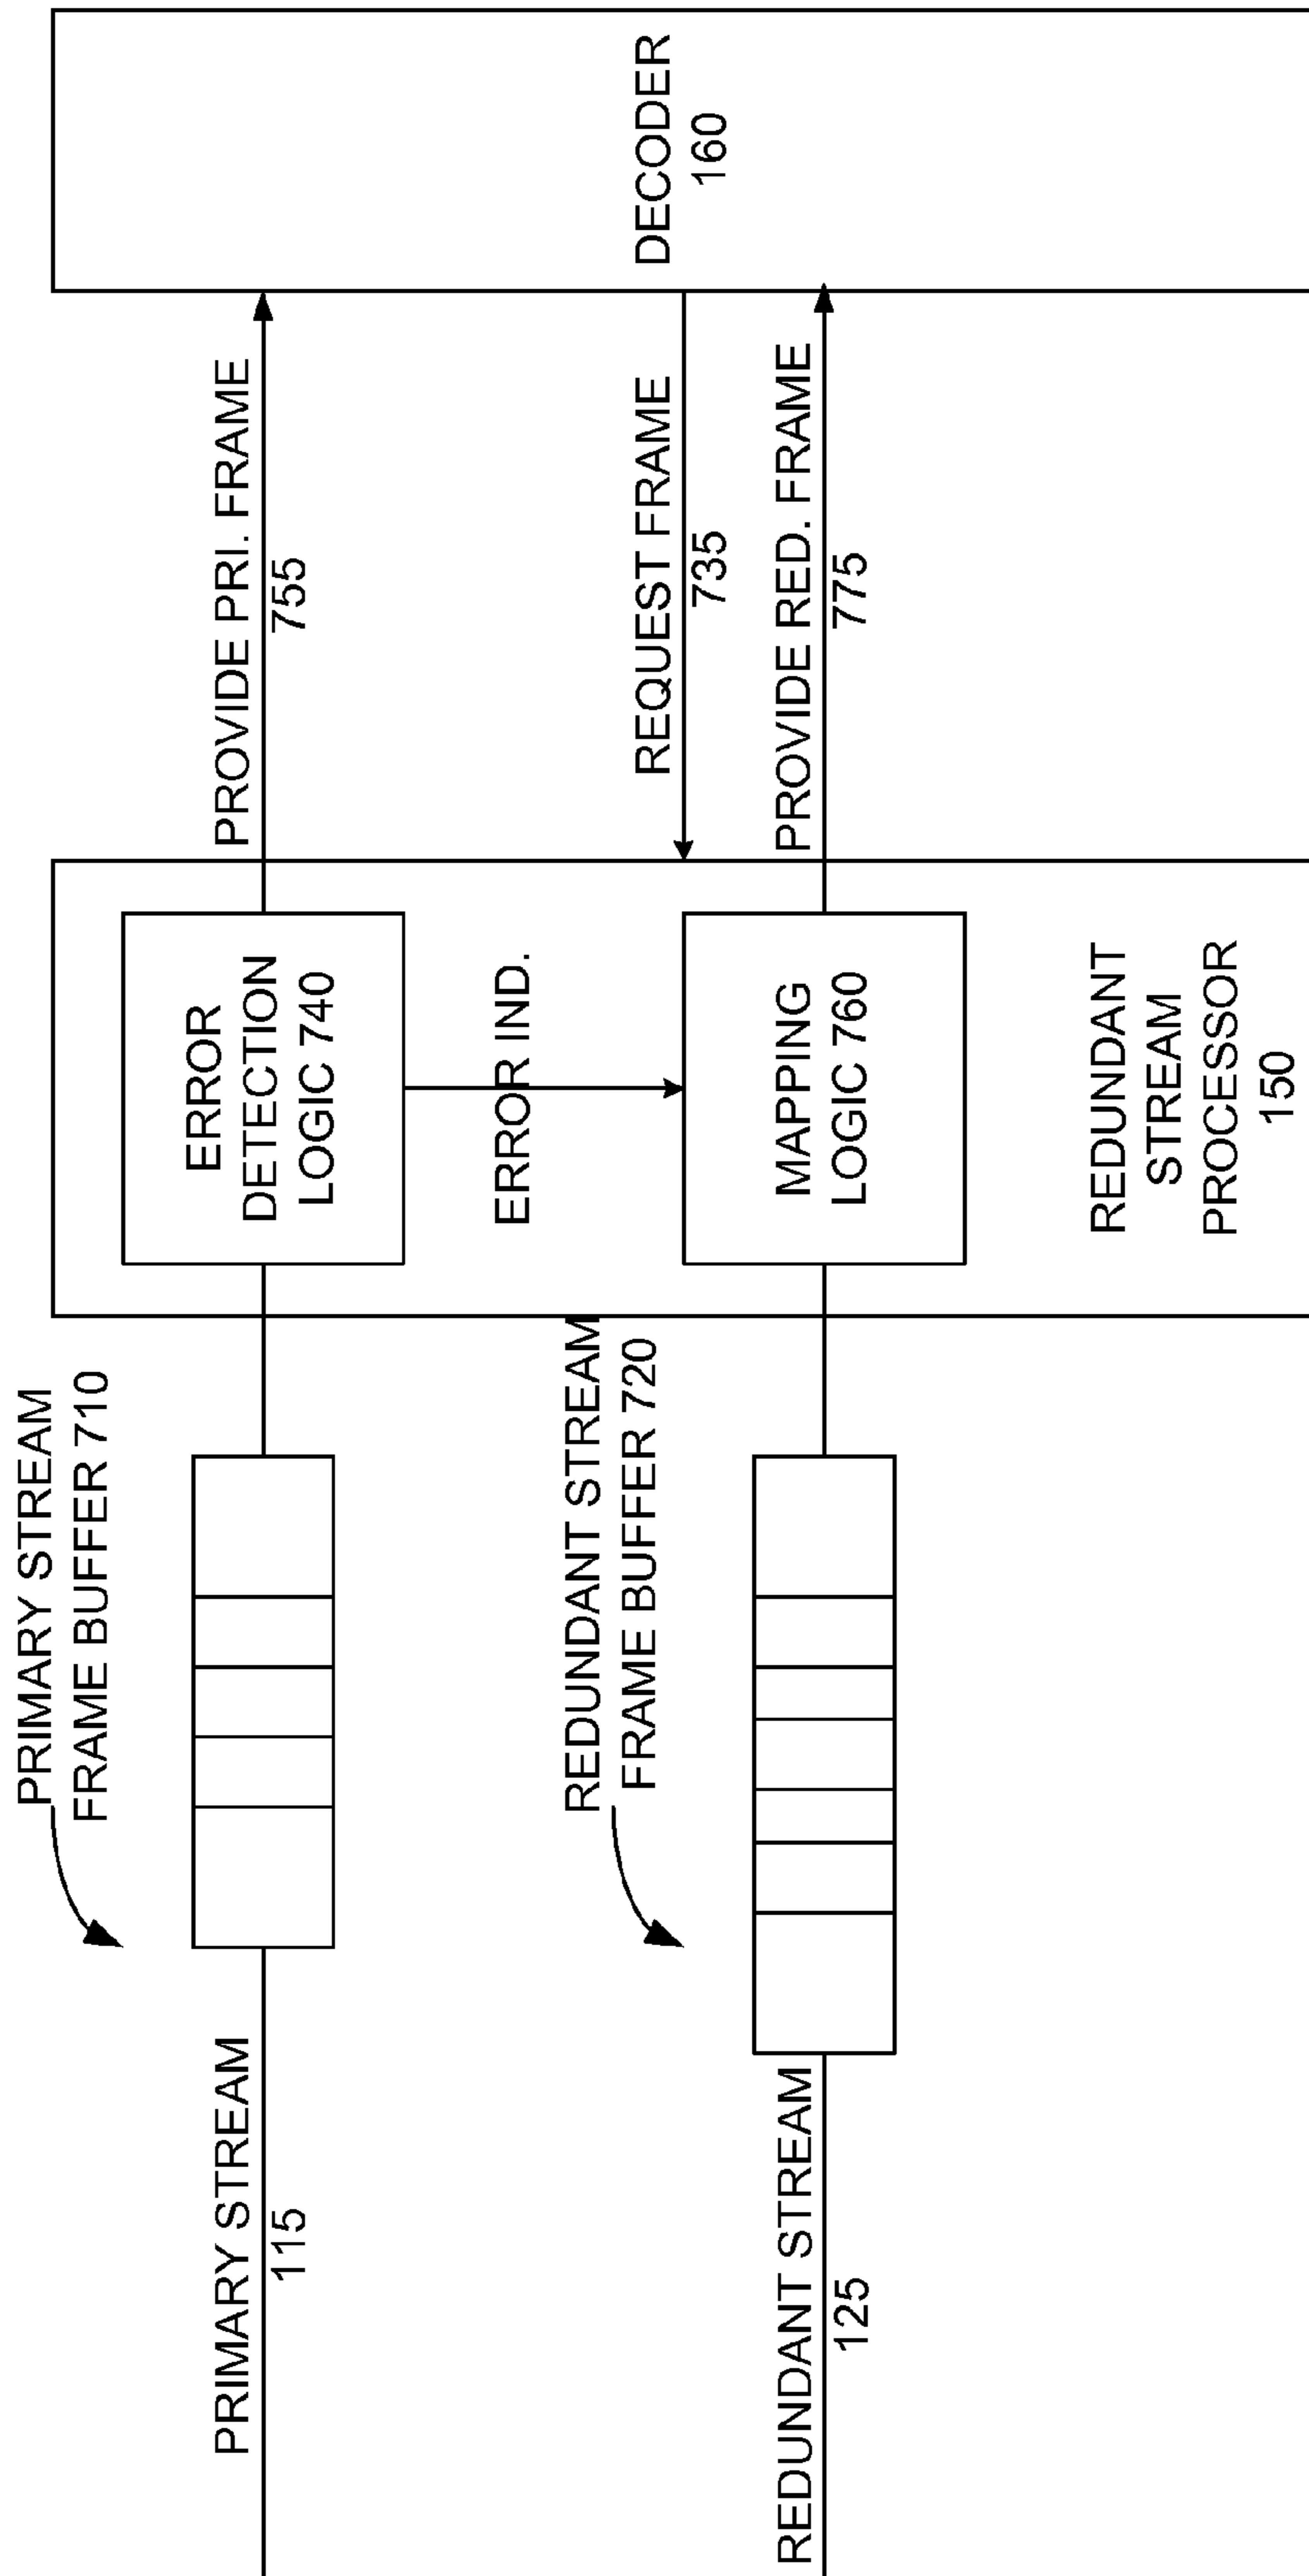 PRIMARY STREAM
115
PRIMARY STREAM
FRAME BUFFER 710
ERROR
DETECTION
LOGIC 740
PROVIDE PRI. FRAME
755
ERROR IND.
REQUEST FRAME
735
DECODER
160
REDUNDANT STREAM
125
REDUNDANT STREAM
FRAME BUFFER 720
MAPPING
LOGIC 760
PROVIDE RED. FRAME
775
REDUNDANT
STREAM
PROCESSOR
150